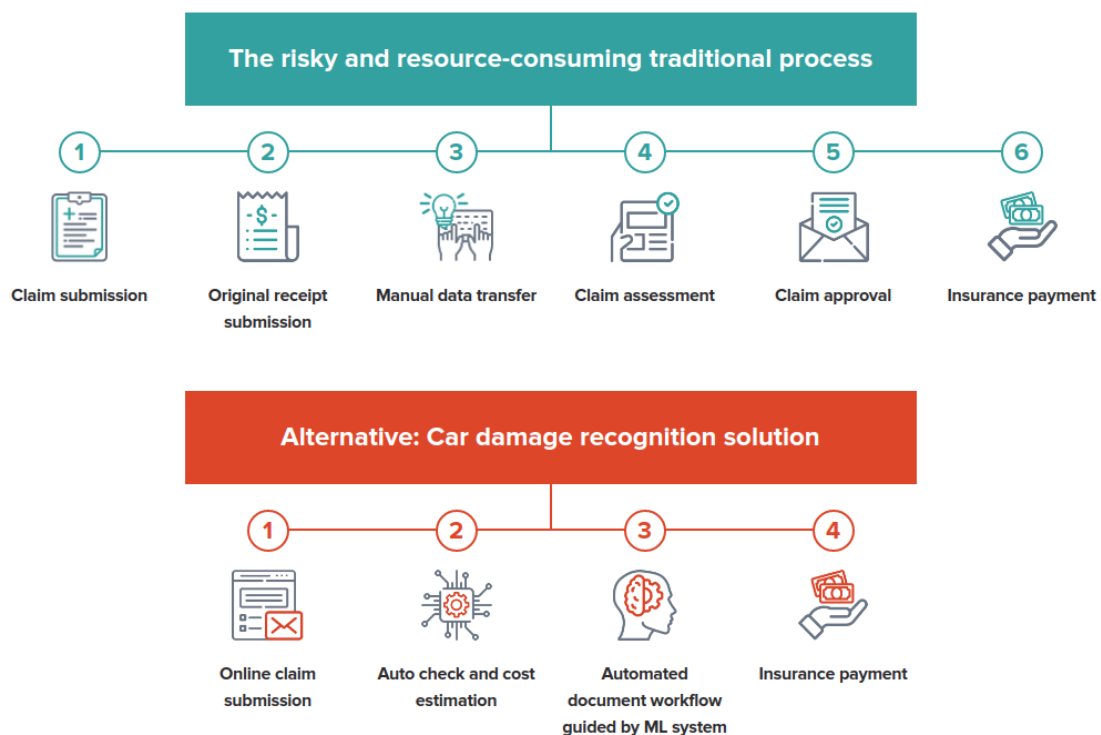 The risky and resource-consuming traditional process
1 2 3 4 5 6
$
Claim submission
Original receipt
submission
Manual data transfer
Claim assessment
Claim approval
Insurance payment
Alternative: Car damage recognition solution
1 2 3 4
Online claim
submission
Auto check and cost
estimation
Automated
document workflow
guided by ML system
Insurance payment